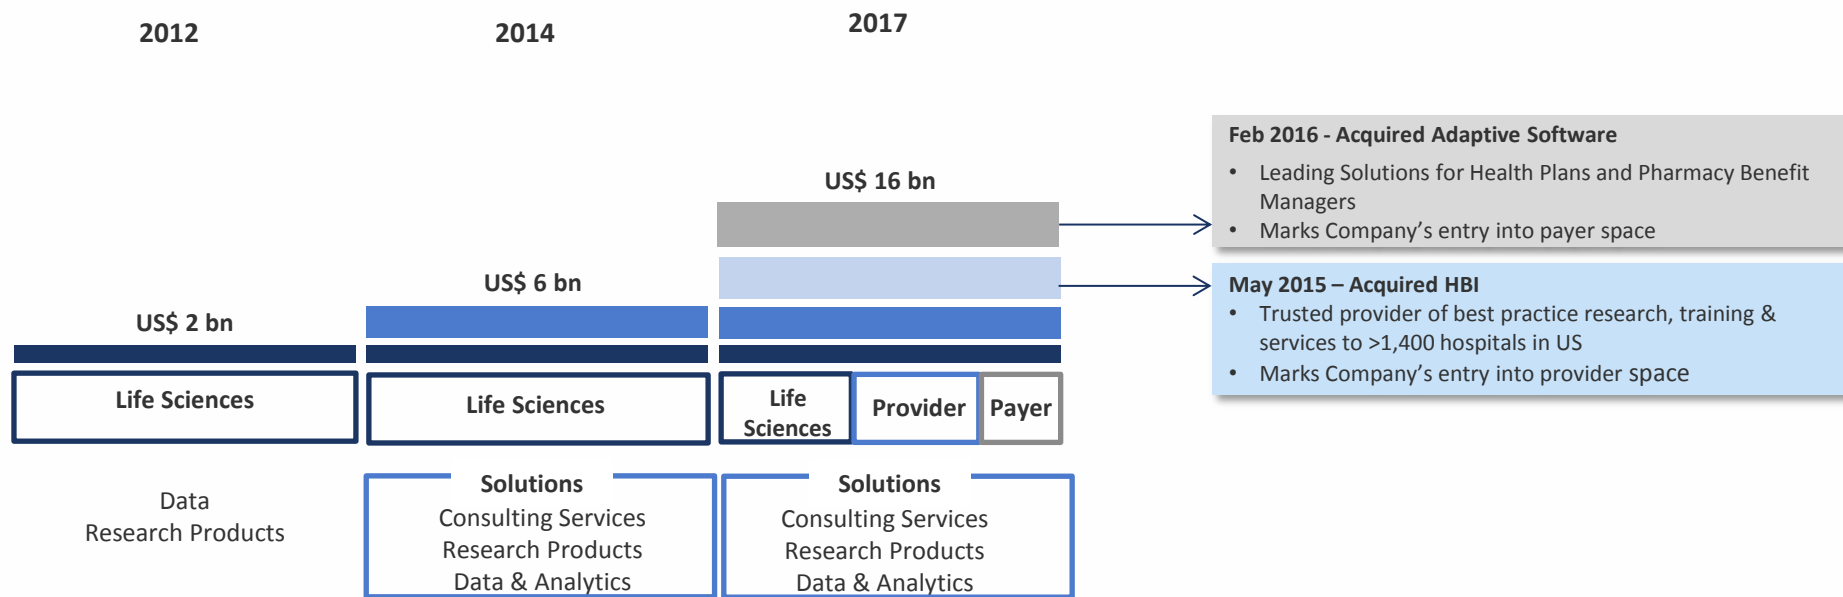 2012
2014
2017
US$ 2 bn
US$ 6 bn
US$ 16 bn
Life Sciences
Life Sciences
Life
Sciences
Provider
Payer
Data
Research Products
Solutions
Consulting Services
Research Products
Data & Analytics
Solutions
Consulting Services
Research Products
Data & Analytics
Feb 2016 - Acquired Adaptive Software
• Leading Solutions for Health Plans and Pharmacy Benefit
Managers
• Marks Company’s entry into payer space
May 2015 – Acquired HBI
• Trusted provider of best practice research, training &
services to >1,400 hospitals in US
• Marks Company’s entry into provider space